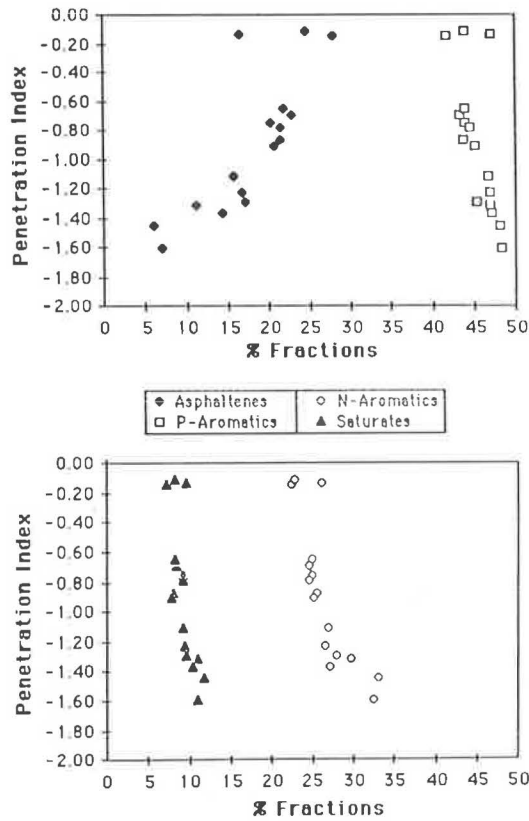 0.00
-0.20
-0.40
-0.60
-0.80
-1.00
-1.20
-1.40
-1.60
-1.80
-2.00
Penetration Index
0 5 10 15 20 25 30 35 40 45 50
% Fractions
Asphaltenes N-Aromatics
P-Aromatics Saturates
0.00
-0.20
-0.40
-0.60
-0.80
-1.00
-1.20
-1.40
-1.60
-1.80
-2.00
Penetration Index
0 5 10 15 20 25 30 35 40 45 50
% Fractions